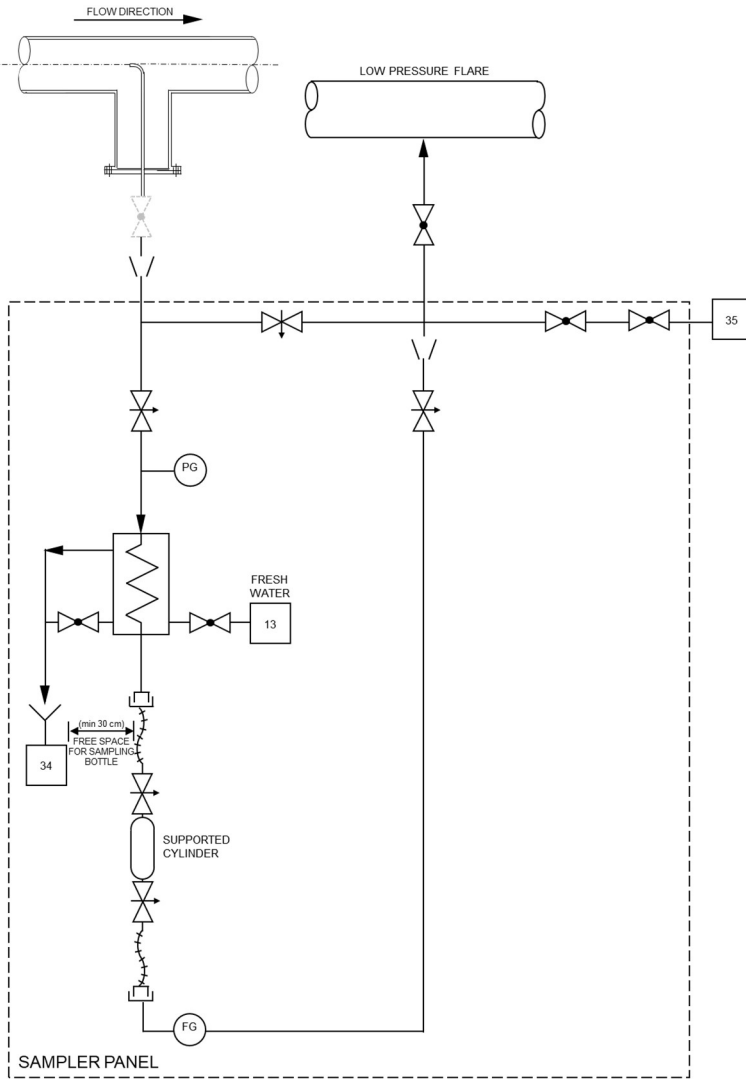 FLOW DIRECTION
LOW PRESSURE FLARE
35
PG
FRESH
WATER
13
(min 30 cm)
FREE SPACE
FOR SAMPLING
BOTTLE
34
SUPPORTED
CYLINDER
FG
SAMPLER PANEL